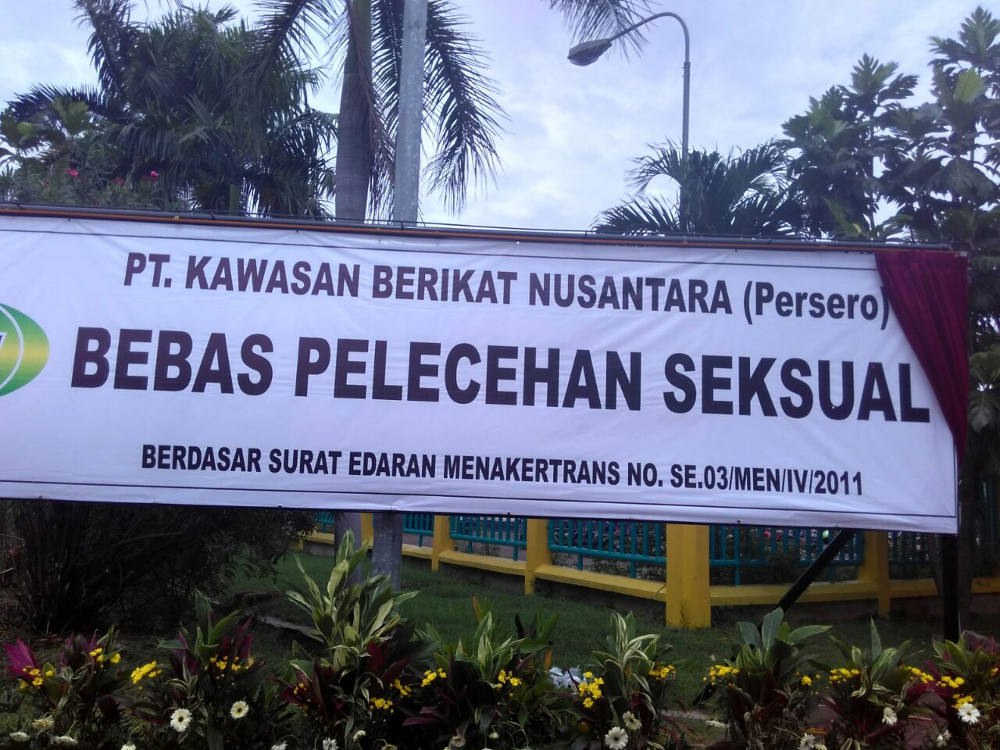 PT. KAWASAN BERIKAT NUSANTARA (Persero)
BEBAS PELECEHAN SEKSUAL
BERDASAR SURAT EDARAN MENAKERTRANS NO. SE.03/MEN/IV/2011